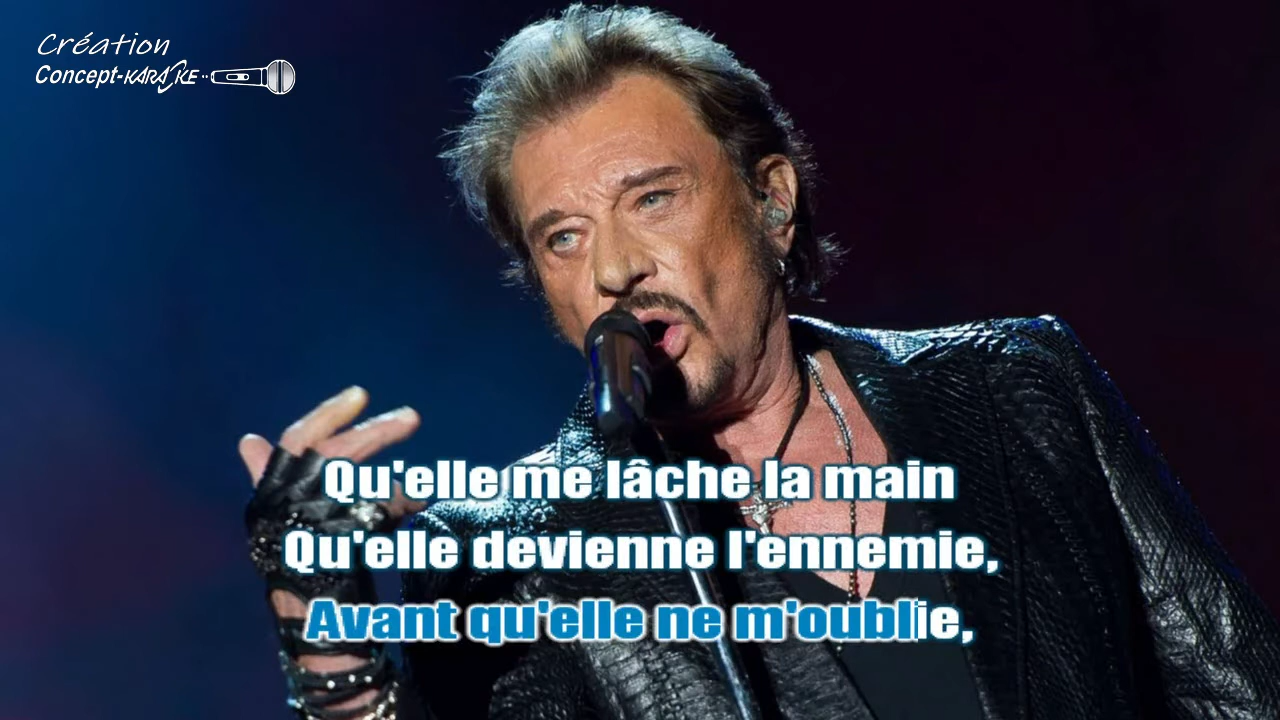 Création
Concept-KARAOKE
Qu'elle me lâche la main
Qu'elle devienne l'ennemie,
Avant qu'elle ne m'oublie,